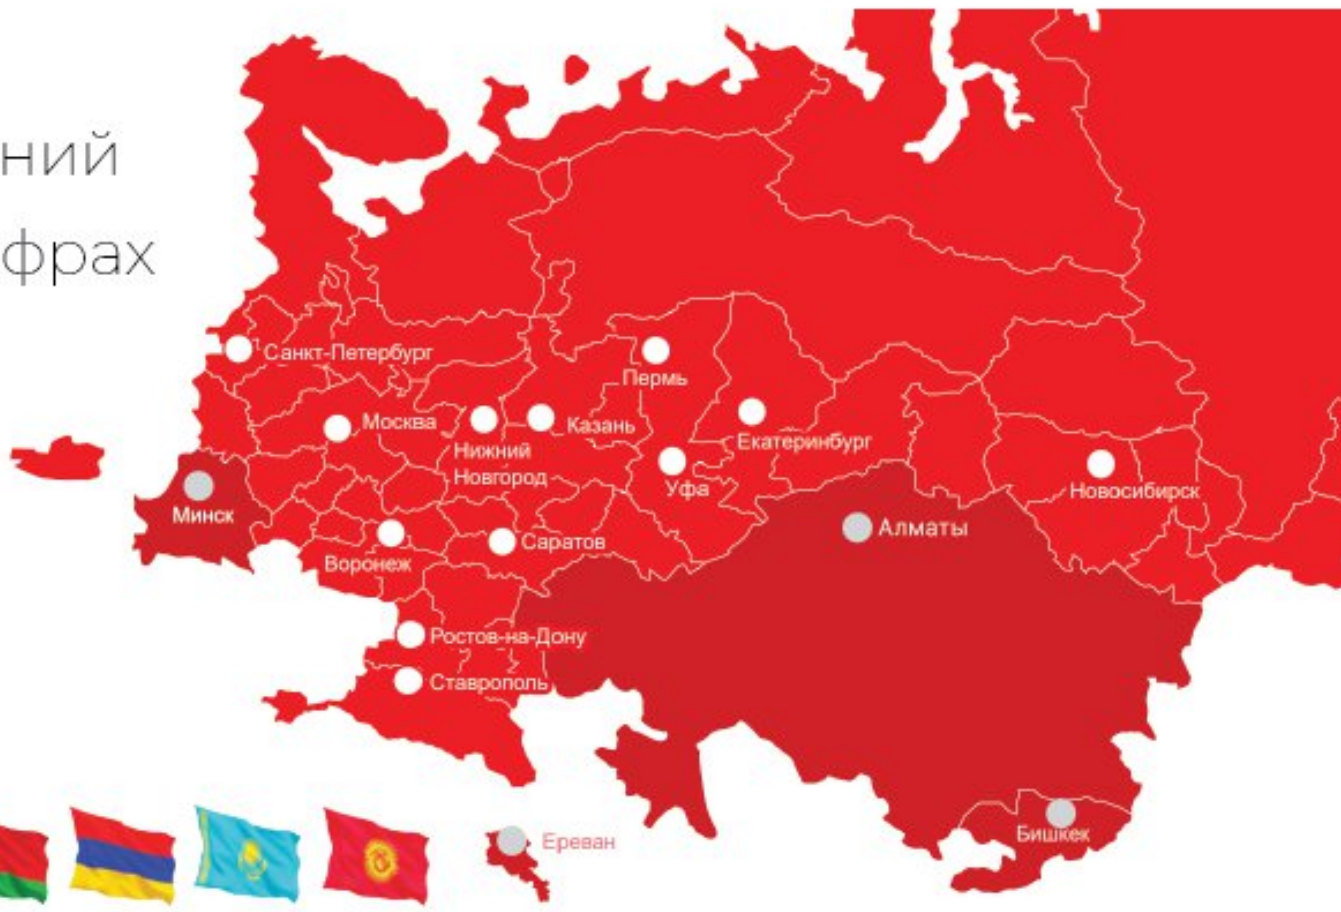 ний
фрах
Санкт-Петербург
Пермь
Москва
Нижний
Новгород
Казань
Екатеринбург
Уфа
Новосибирск
Минск
Алматы
Воронеж
Саратов
Ростов-на-Дону
Ставрополь
Бишкек
Ереван